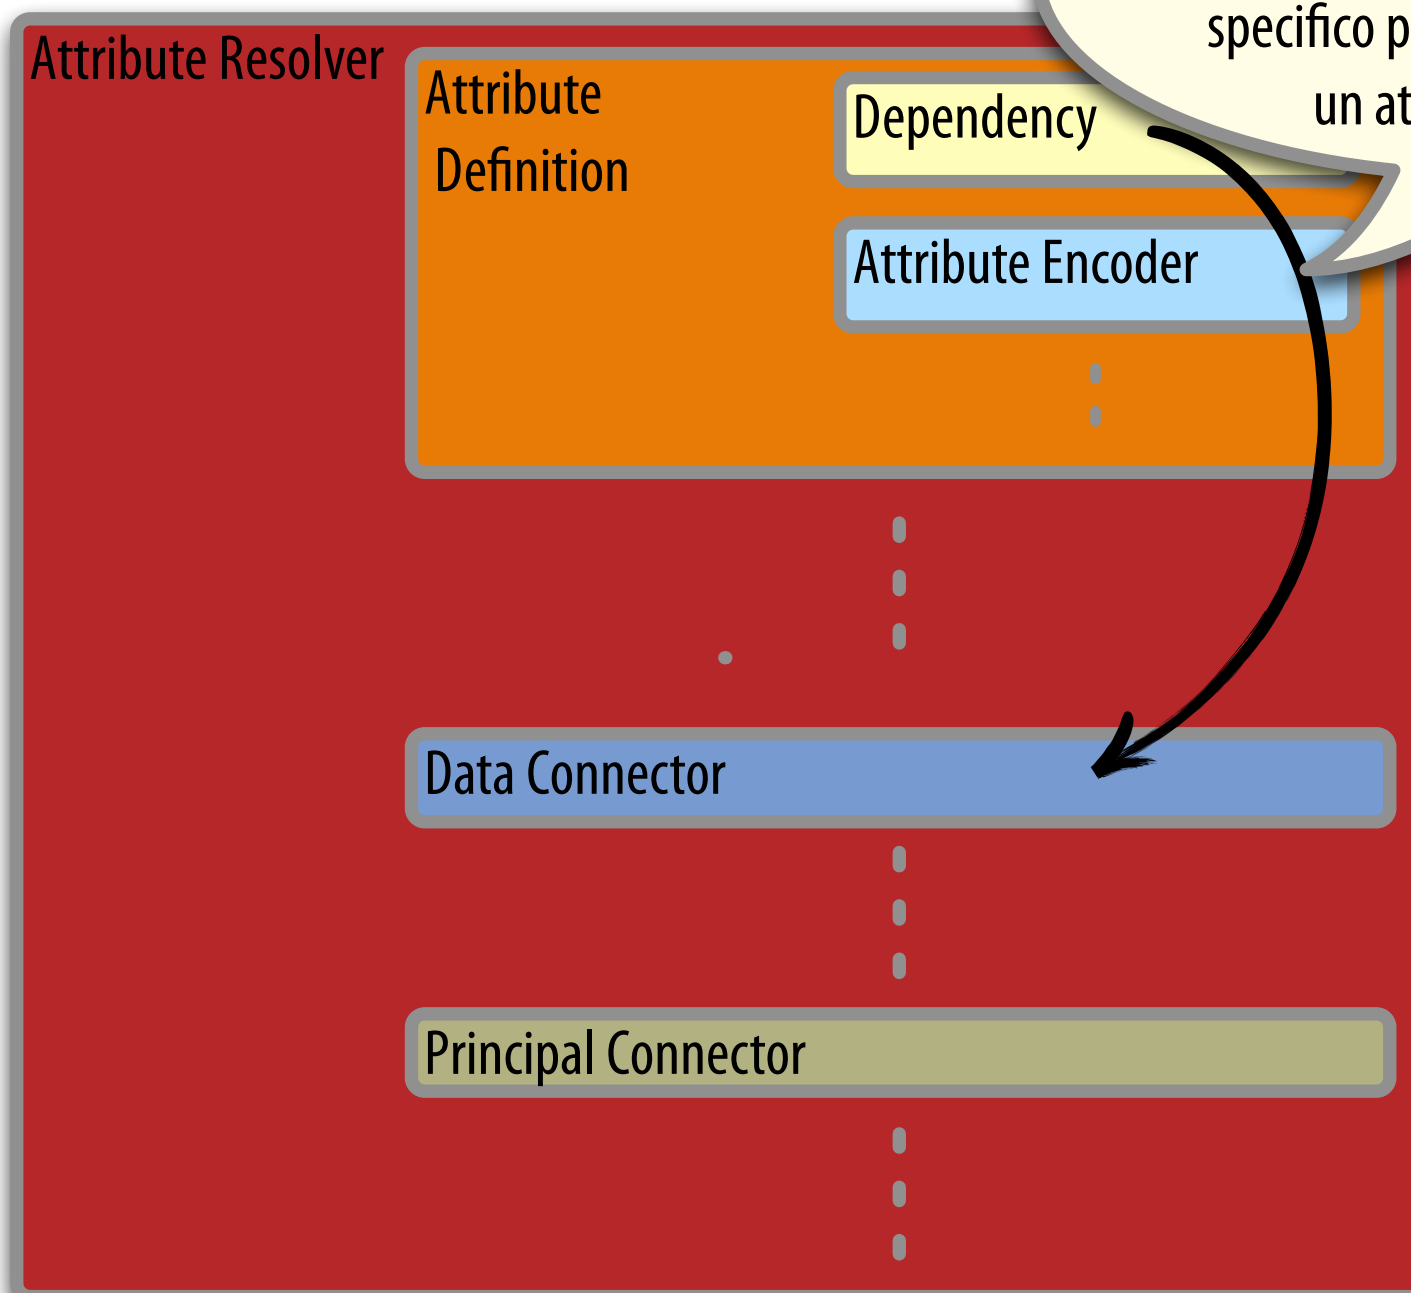 specifico p
un at
Attribute Resolver
Attribute
Definition
Dependency
Attribute Encoder
Data Connector
Principal Connector